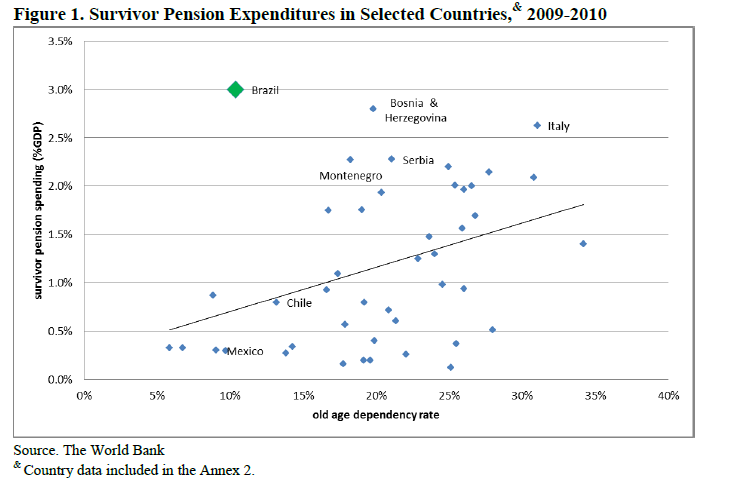 Figure 1. Survivor Pension Expenditures in Selected Countries,& 2009-2010
3.5%
3.0%
2.5%
2.0%
1.5%
1.0%
0.5%
0.0%
survivor pension spending (%GDP)
Brazil
Bosnia &
Herzegovina
Italy
Serbia
Montenegro
Chile
Mexico
0% 5% 10% 15% 20% 25% 30% 35% 40%
old age dependency rate
Source. The World Bank
& Country data included in the Annex 2.